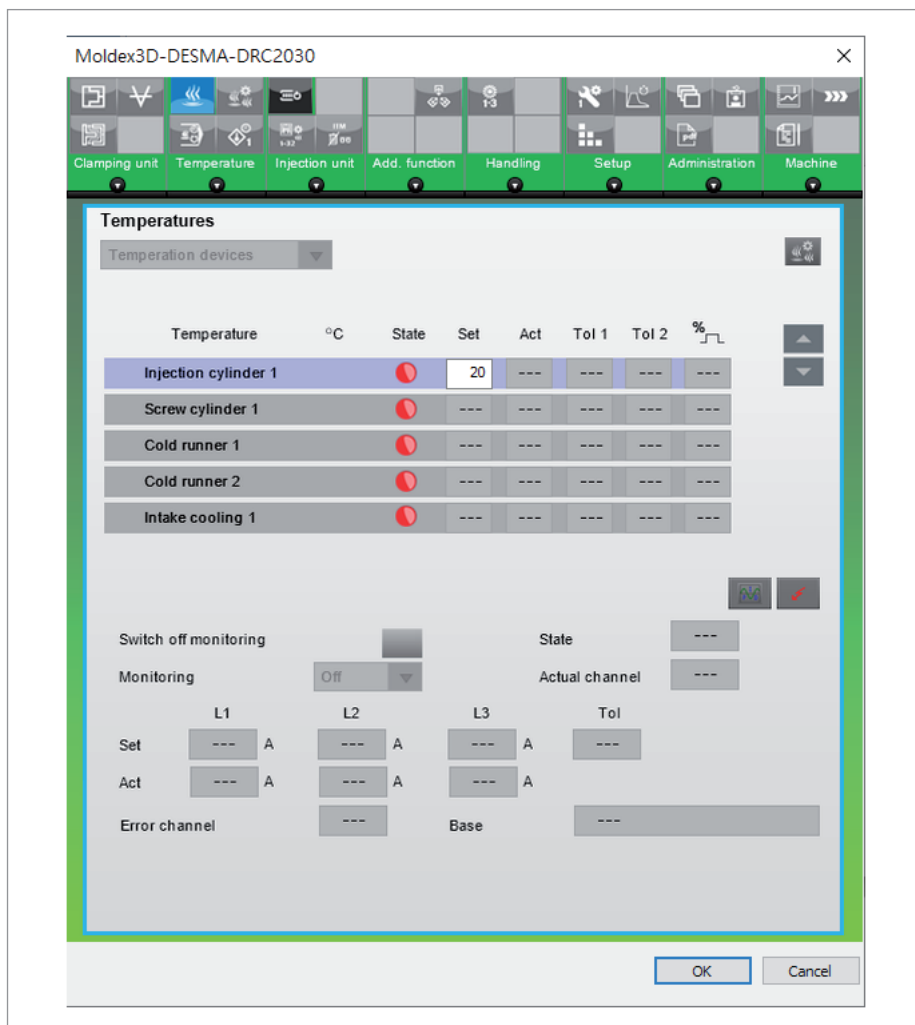 Moldex3D-DESMA-DRC2030
Clamping unit Temperature Injection unit Add. function Handling Setup Administration Machine
Temperatures
Temperation devices
Temperature °C State Set Act Tol 1 Tol 2 %
Injection cylinder 1 20 --- --- --- ---
Screw cylinder 1 --- --- --- --- ---
Cold runner 1 --- --- --- --- ---
Cold runner 2 --- --- --- --- ---
Intake cooling 1 --- --- --- --- ---
Switch off monitoring State ---
Monitoring Off Actual channel ---
L1 L2 L3 Tol
Set --- A --- A --- A ---
Act --- A --- A --- A
Error channel --- Base ---
OK Cancel